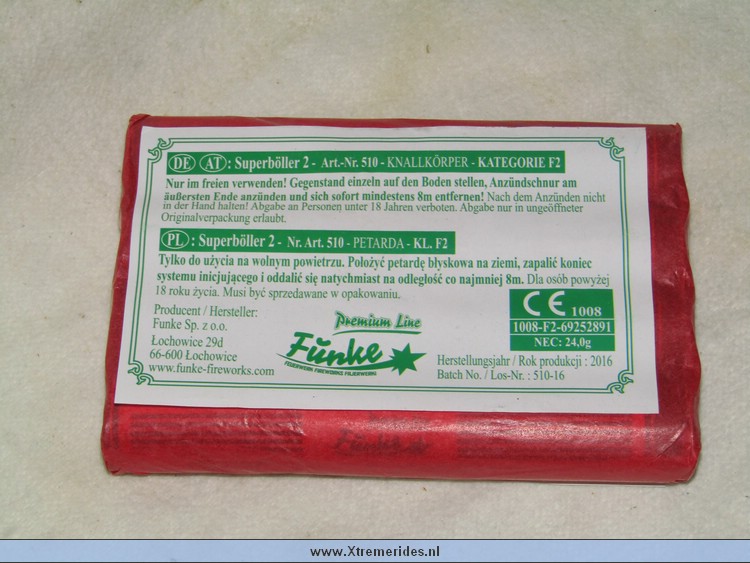 DE AT : Superböller 2 - Art.-Nr. 510 - KNALLKÖRPER - KATEGORIE F2
Nur im freien verwenden! Gegenstand einzeln auf den Boden stellen, Anzündschnur am
äußersten Ende anzünden und sich sofort mindestens 8m entfernen! Nach dem Anzünden nicht
in der Hand halten! Abgabe an Personen unter 18 Jahren verboten. Abgabe nur in ungeöffneter
Originalverpackung erlaubt.
PL : Superböller 2 - Nr. Art. 510 - PETARDA - KL. F2
Tylko do użycia na wolnym powietrzu. Położyć petardę błyskowa na ziemi, zapalić koniec
systemu inicjującego i oddalić się natychmiast na odległość co najmniej 8m. Dla osób powyżej
18 roku życia. Musi być sprzedawane w opakowaniu.
Producent / Hersteller:
Funke Sp. z o.o.
Łochowice 29d
66-600 Łochowice
www.funke-fireworks.com
Premium Line
Funke
FEUERWERK FIREWORKS FAJERWERKI
CE 1008
1008-F2-69252891
NEC: 24,0g
Herstellungsjahr / Rok produkcji : 2016
Batch No. / Los-Nr. : 510-16
Funke
www.Xtremerides.nl